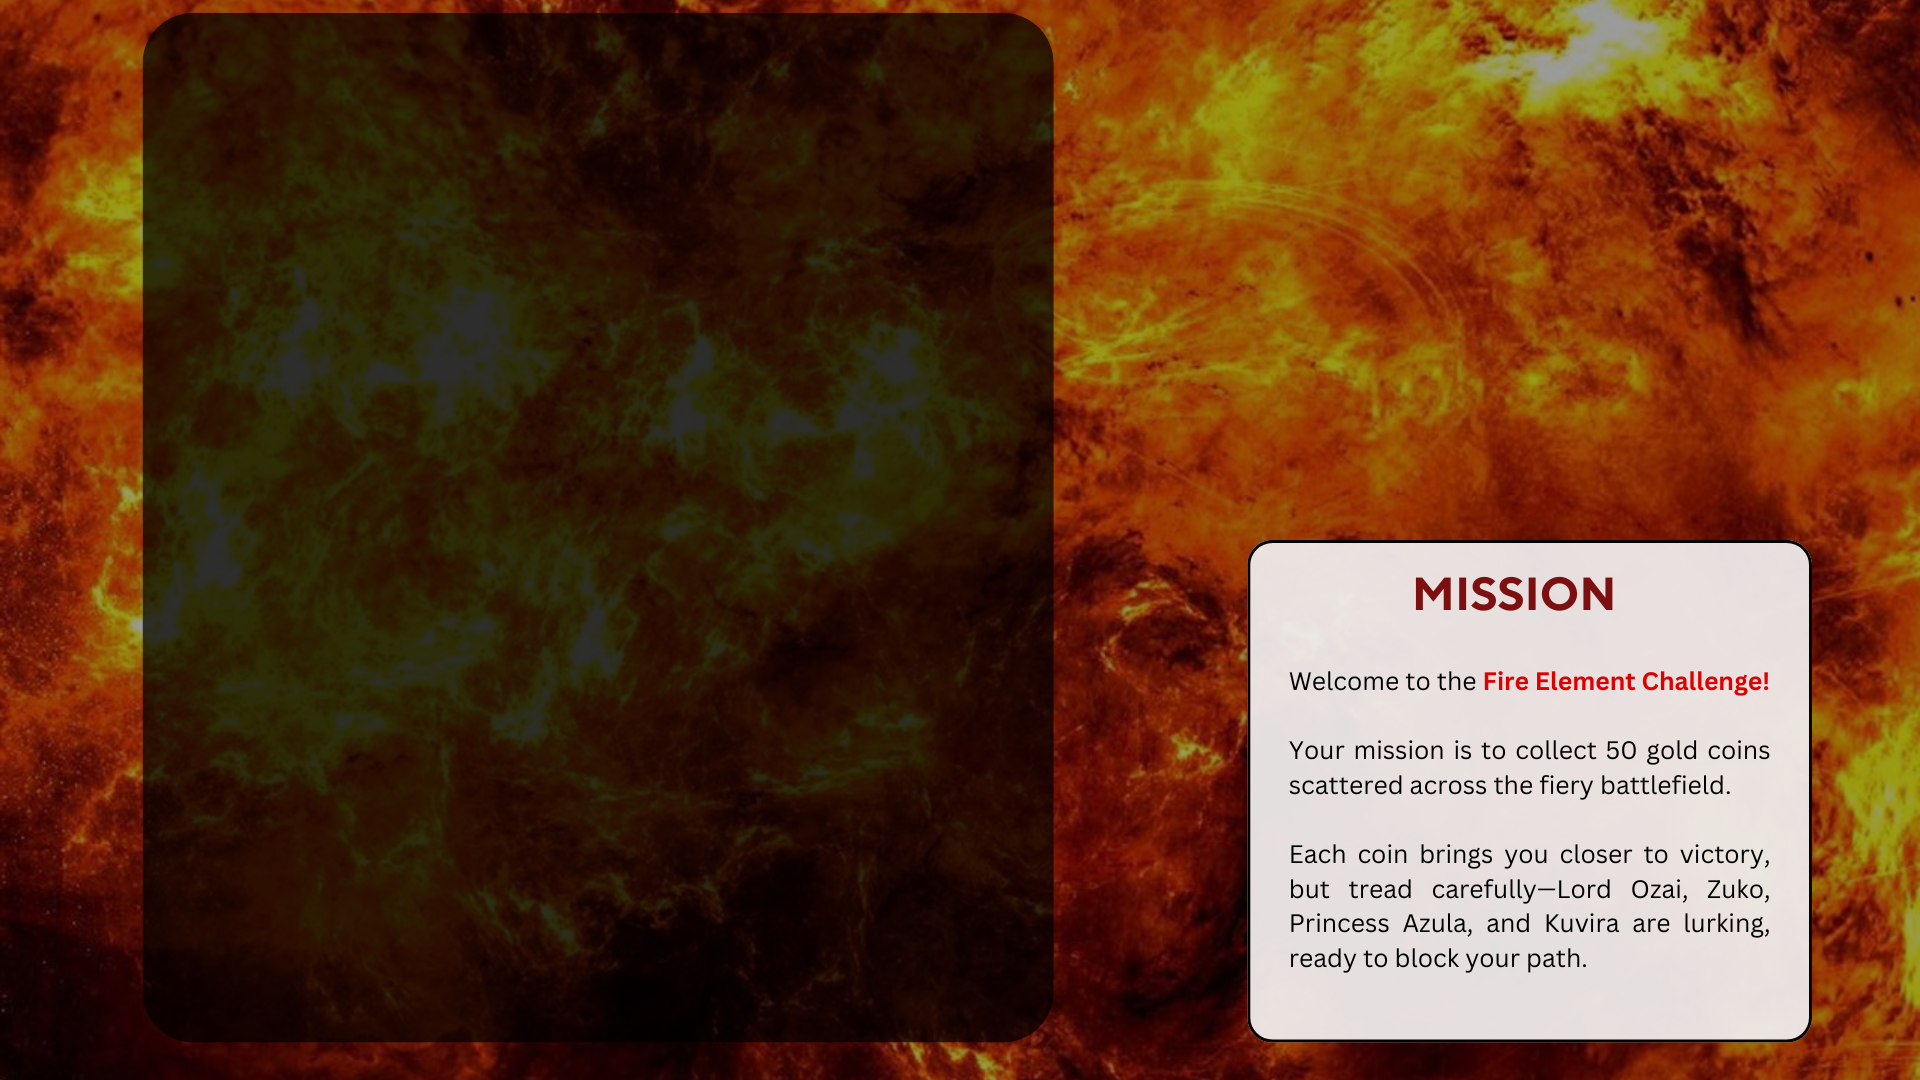 MISSION
Welcome to the Fire Element Challenge!
Your mission is to collect 50 gold coins
scattered across the fiery battlefield.
Each coin brings you closer to victory,
but tread carefully—Lord Ozai, Zuko,
Princess Azula, and Kuvira are lurking,
ready to block your path.